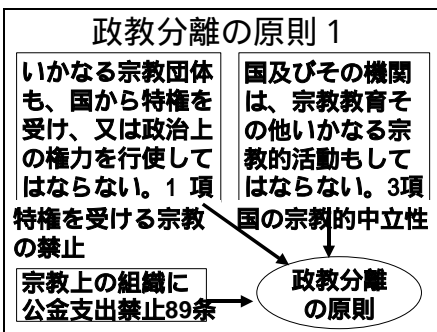 政教分離の原則1
いかなる宗教団体
も、国から特権を
受け、又は政治上
の権力を行使して
はならない。1 項
特権を受ける宗教
の禁止
国及びその機関
は、宗教教育そ
の他いかなる宗
教的活動もして
はならない。3項
国の宗教的中立性
宗教上の組織に
公金支出禁止89条
政教分離
の原則